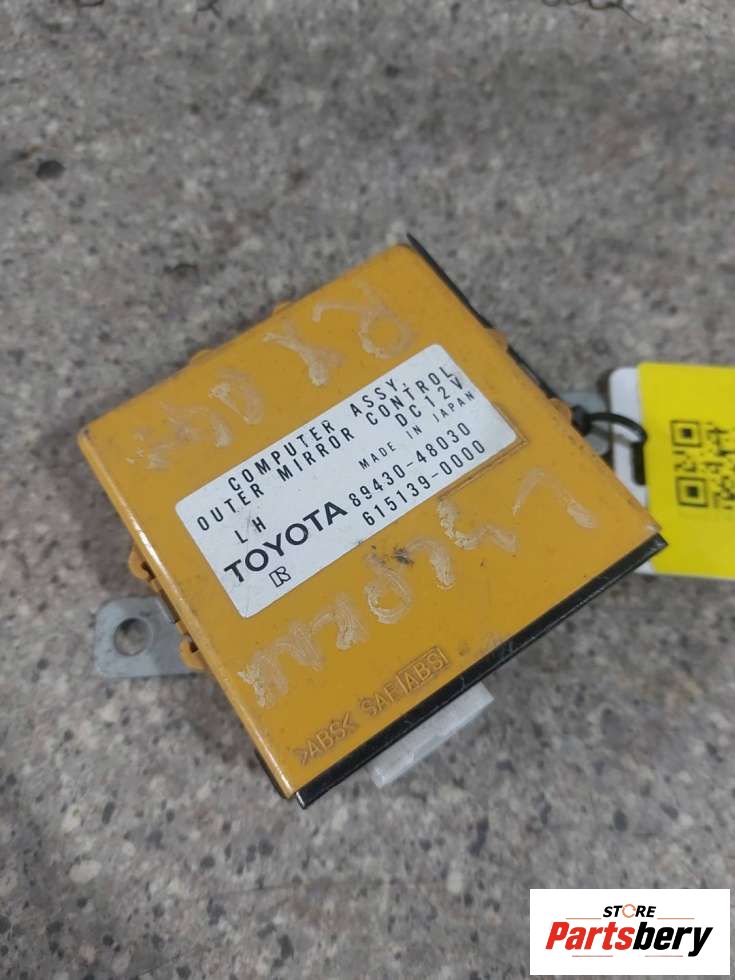 RX
COMPUTER ASSY,
OUTER MIRROR CONTROL
LH DC12V
MADE IN JAPAN
TOYOTA 89430-48030
615139-0000
>ABS< SAF ABS
STORE
Partsbery